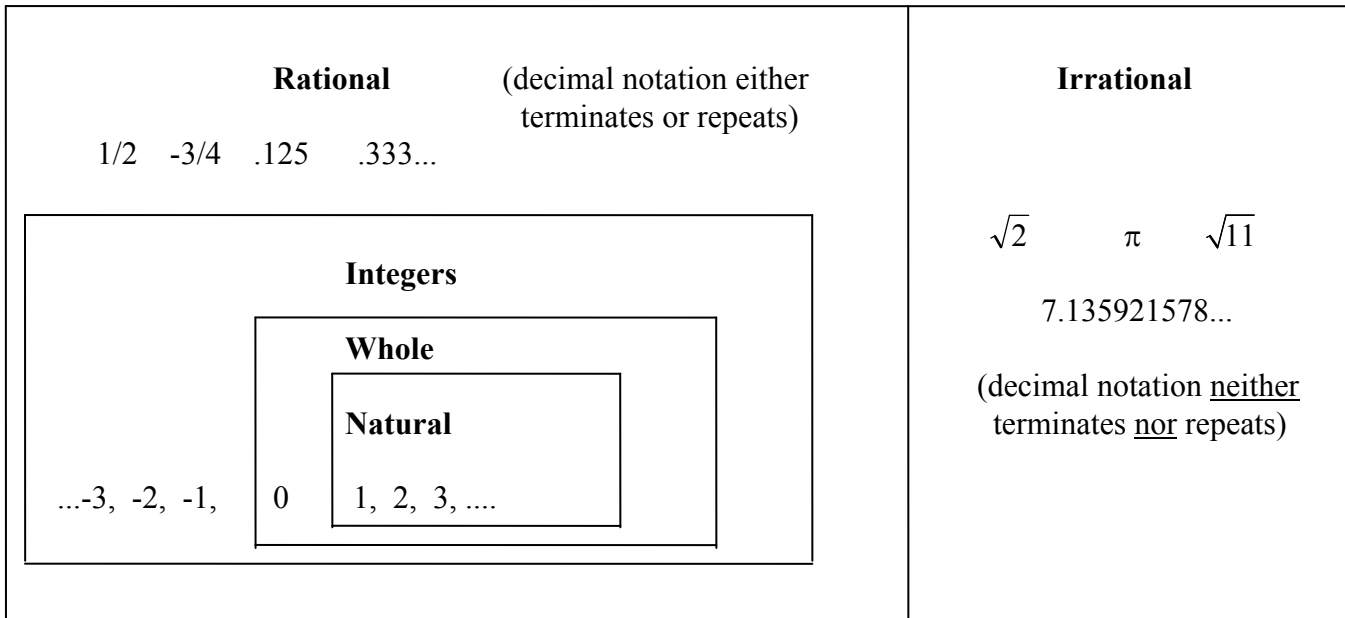 Rational (decimal notation either
terminates or repeats)
1/2 -3/4 .125 .333...
Integers
Whole
Natural
...-3, -2, -1, 0 1, 2, 3, ....
Irrational
√2 π √11
7.135921578...
(decimal notation neither
terminates nor repeats)